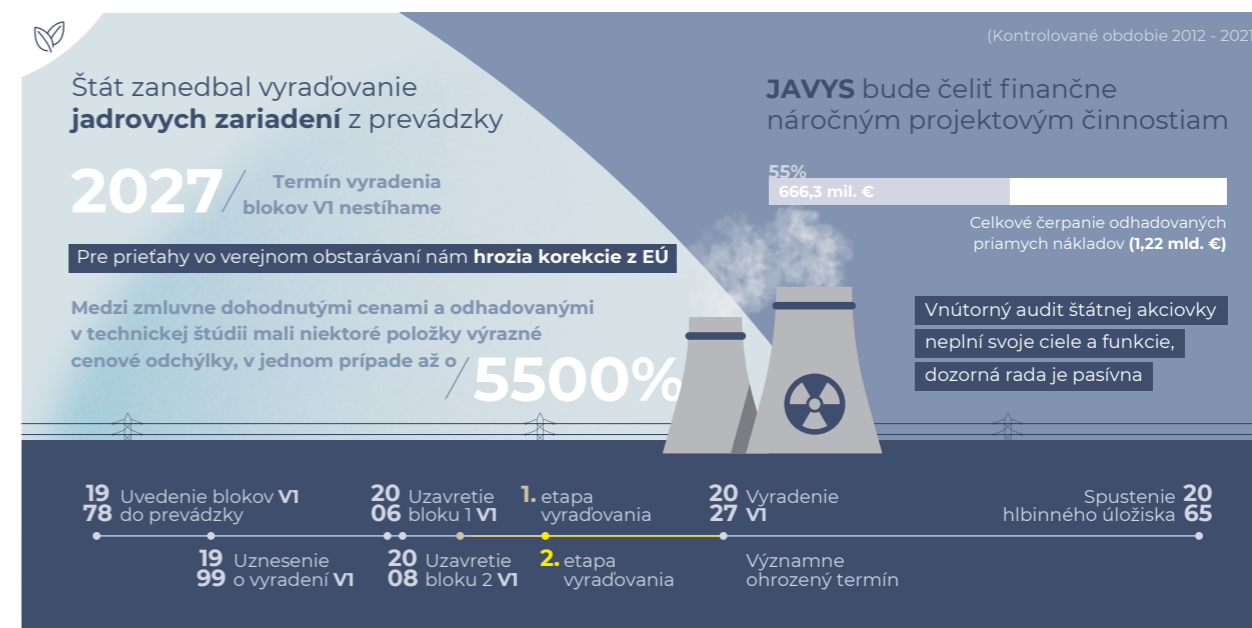 (Kontrolované obdobie 2012 - 2021
Štát zanedbal vyraďovanie
jadrovych zariadení z prevádzky
2027
Termín vyradenia
blokov V1 nestíhame
Pre prieťahy vo verejnom obstarávaní nám hrozia korekcie z EÚ
Medzi zmluvne dohodnutými cenami a odhadovanými
v technickej štúdii mali niektoré položky výrazné
cenové odchýlky, v jednom prípade až o
5500%
JAVYS bude čeliť finančne
náročným projektovým činnostiam
55%
666,3 mil. €
Celkové čerpanie odhadovaných
priamych nákladov (1,22 mld. €)
Vnútorný audit štátnej akciovky
neplní svoje ciele a funkcie,
dozorná rada je pasívna
19 Uvedenie blokov V1
78 do prevádzky
20 Uzavretie
06 bloku 1 V1
1. etapa
vyraďovania
20 Vyradenie
27 V1
Spustenie 20
hlbinného úložiska 65
19 Uznesenie
99 o vyradení V1
20 Uzavretie
08 bloku 2 V1
2. etapa
vyraďovania
Významne
ohrozený termín